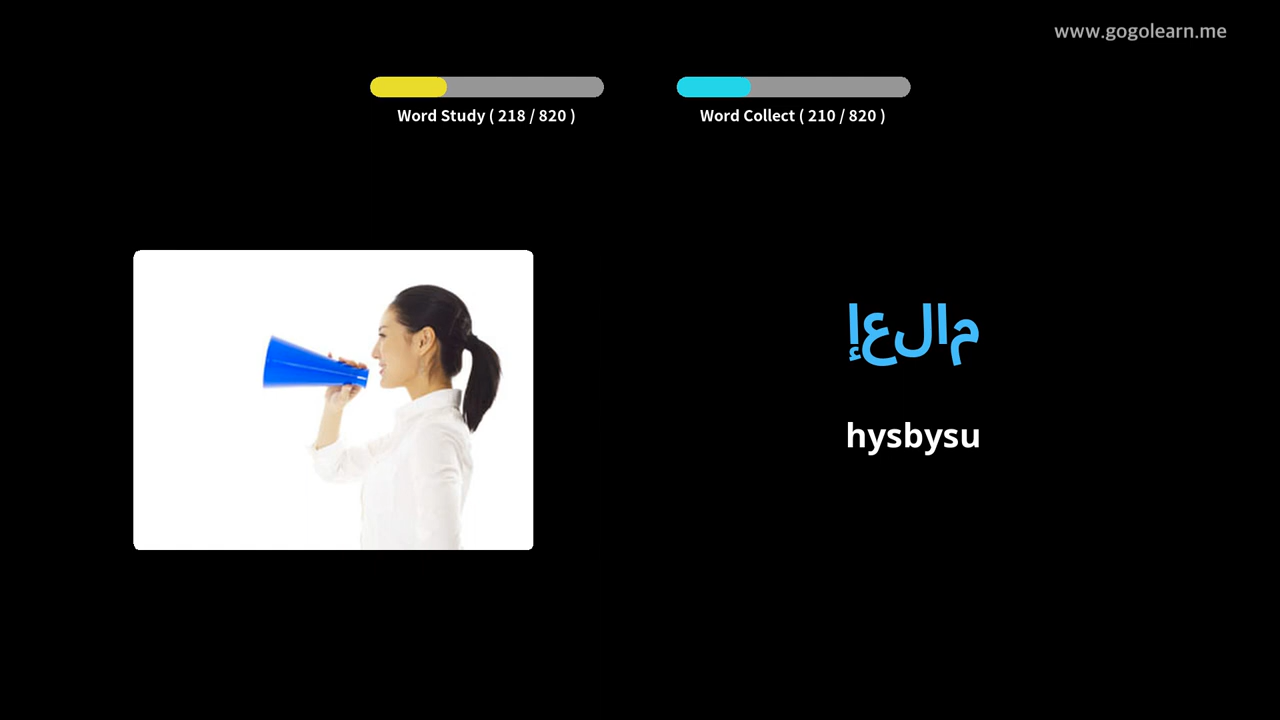 www.gogolearn.me
Word Study ( 218 / 820 )
Word Collect ( 210 / 820 )
إعلام
hysbysu